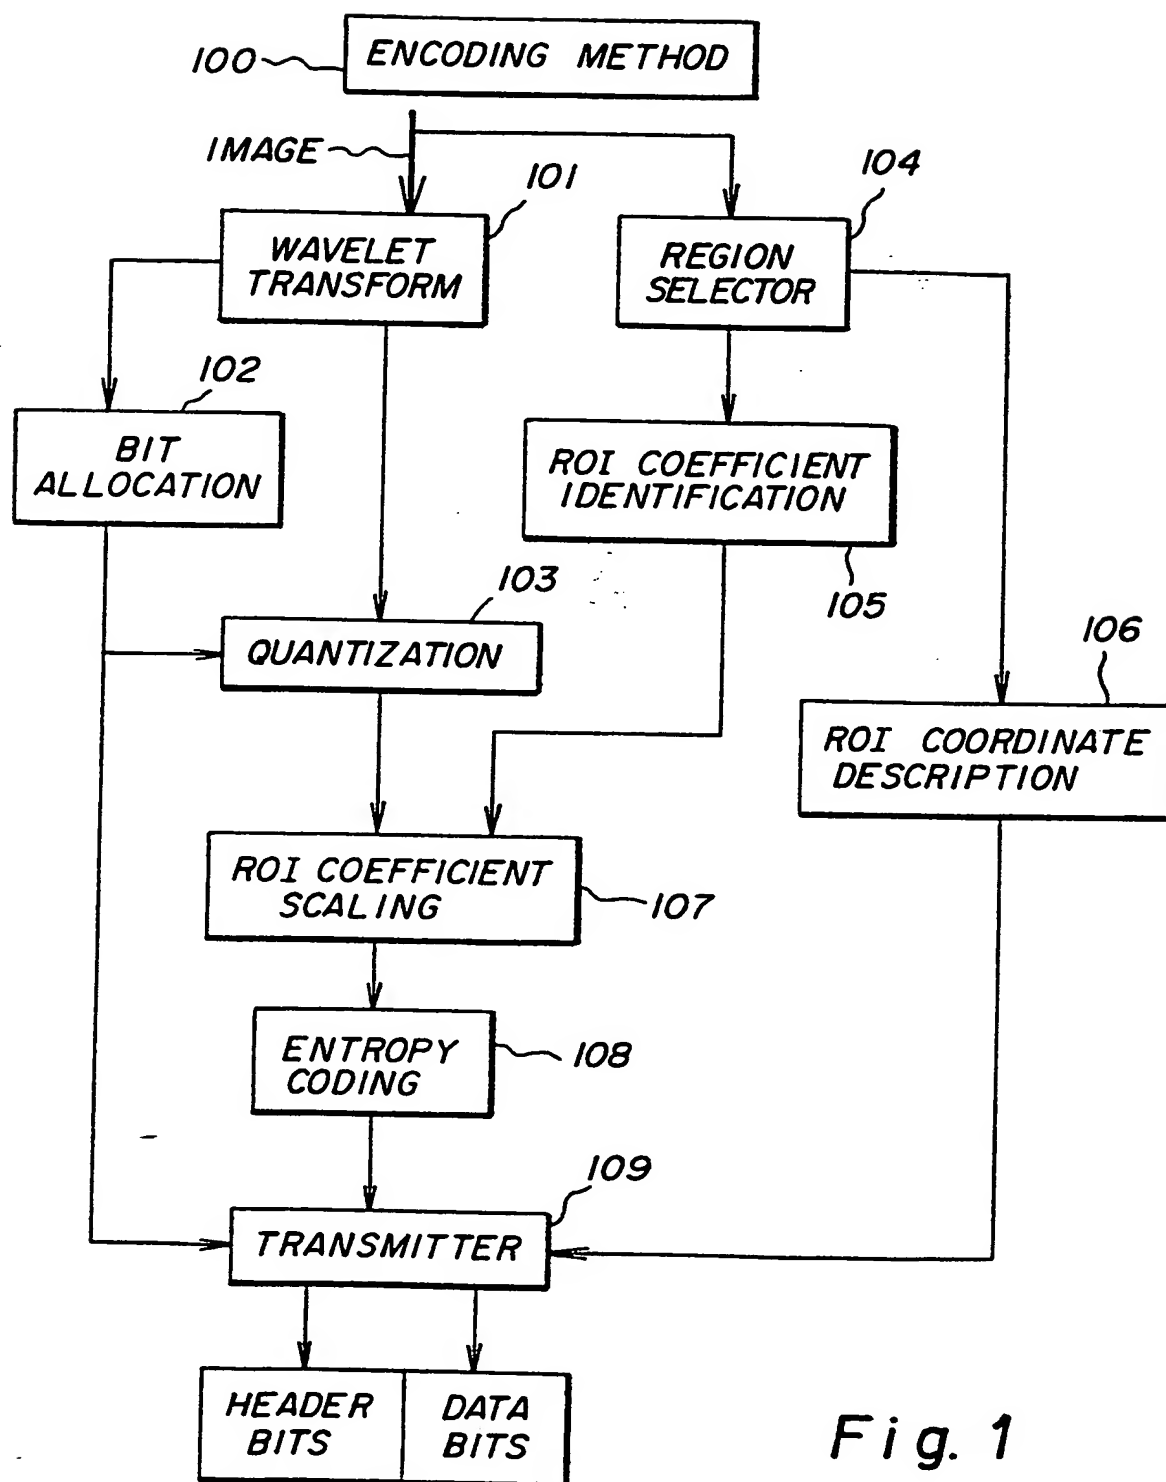 100
ENCODING METHOD
IMAGE
101
104
WAVELET
TRANSFORM
REGION
SELECTOR
102
BIT
ALLOCATION
ROI COEFFICIENT
IDENTIFICATION
103
105
QUANTIZATION
106
ROI COORDINATE
DESCRIPTION
ROI COEFFICIENT
SCALING
107
ENTROPY
CODING
108
109
TRANSMITTER
HEADER
BITS
DATA
BITS
Fig. 1